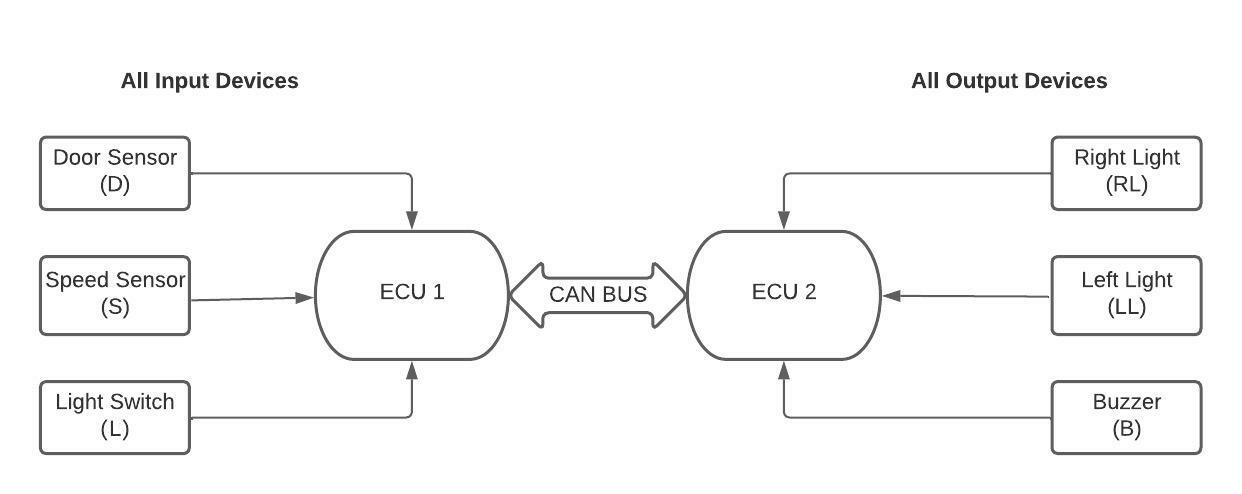 All Input Devices
All Output Devices
Door Sensor
(D)
Right Light
(RL)
Speed Sensor
(S)
ECU 1
CAN BUS
ECU 2
Left Light
(LL)
Light Switch
(L)
Buzzer
(B)